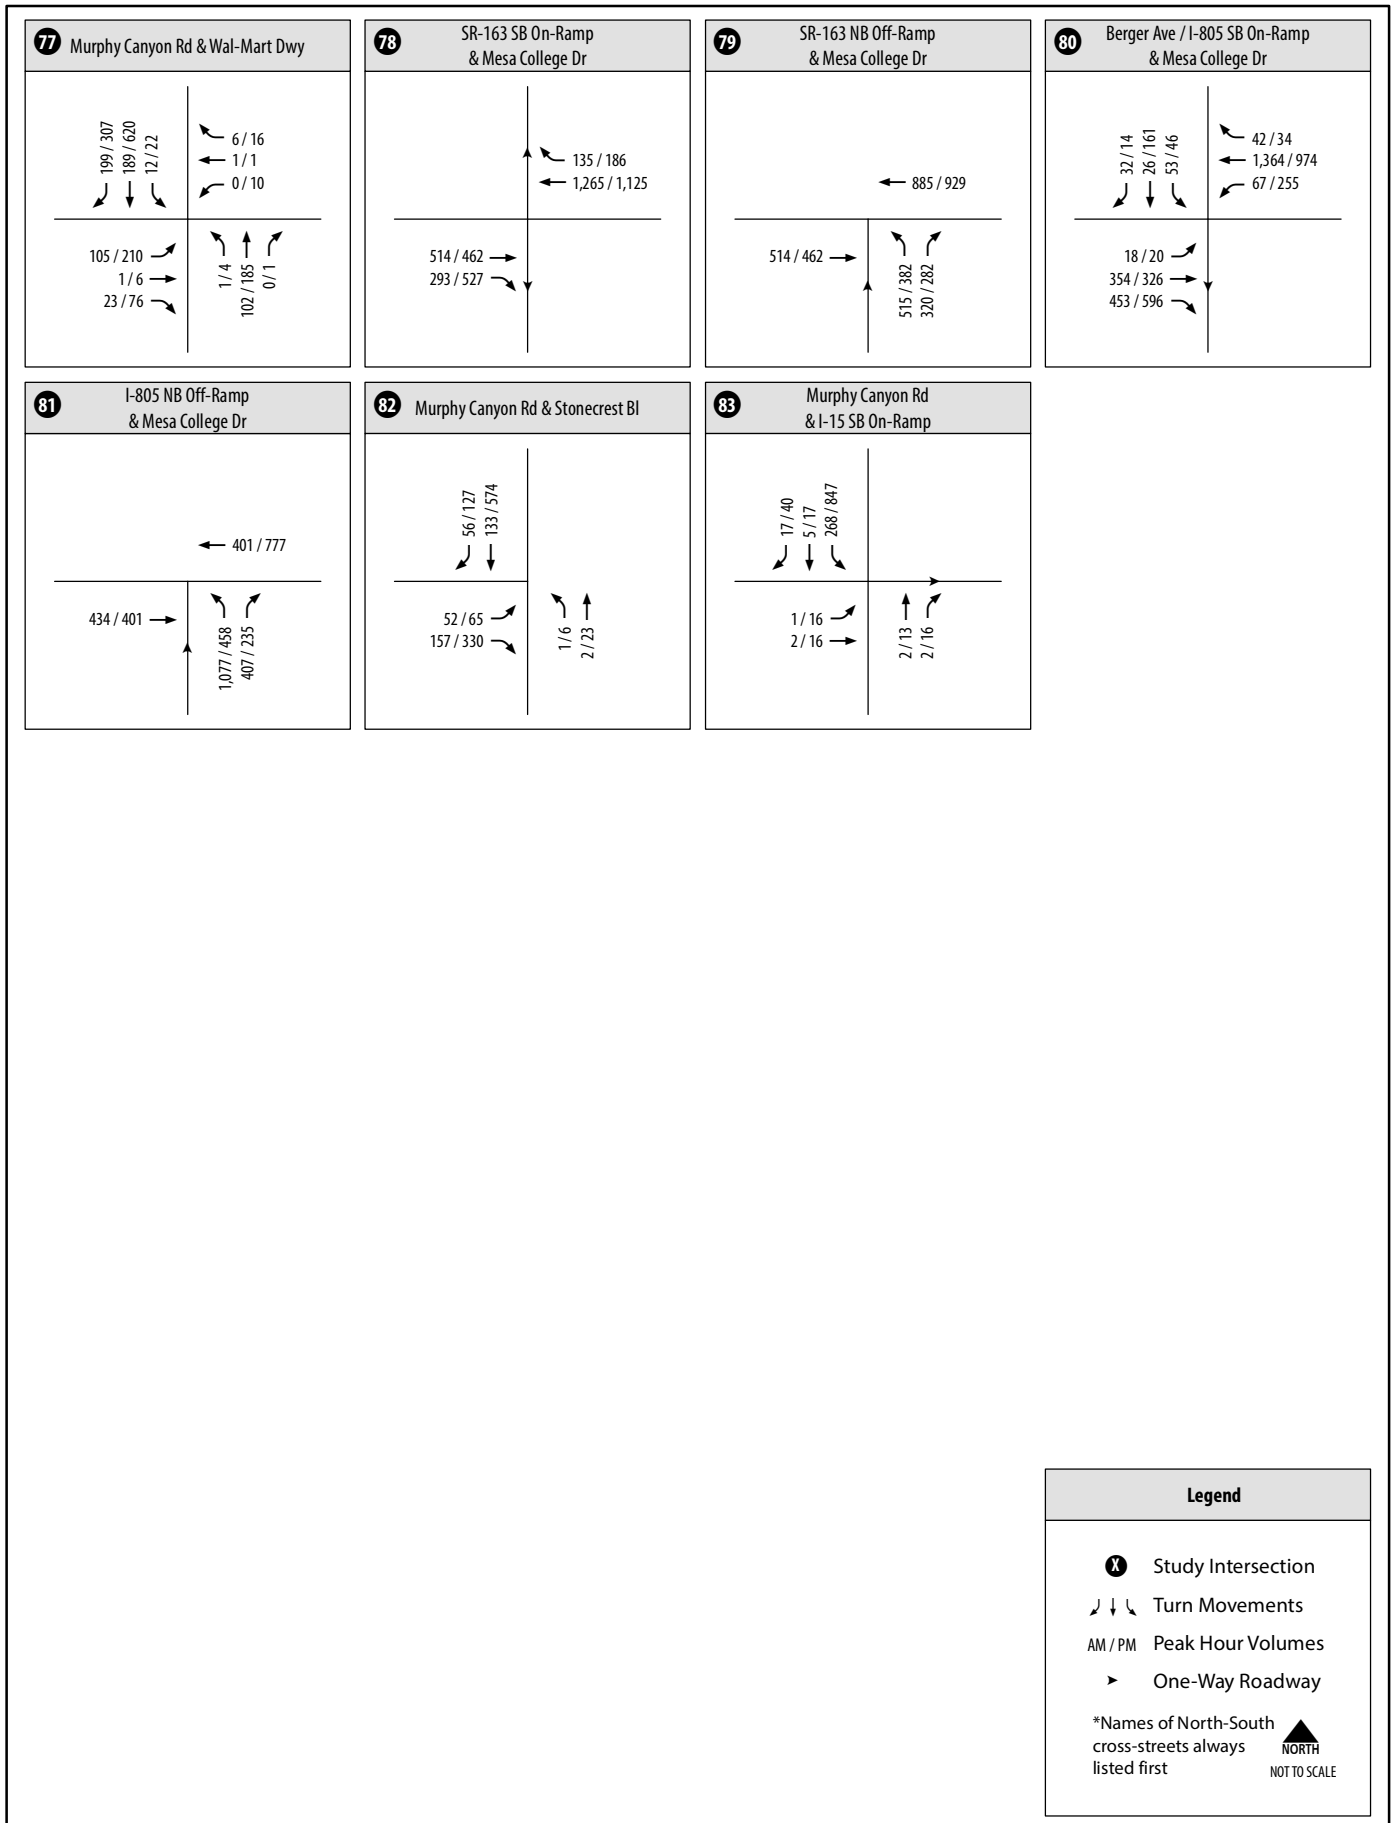 77 Murphy Canyon Rd & Wal-Mart Dwy
199 / 307
189 / 620
12 / 22
6 / 16
1 / 1
0 / 10
105 / 210
1 / 6
23 / 76
1 / 4
102 / 185
0 / 1
78 SR-163 SB On-Ramp
& Mesa College Dr
135 / 186
1,265 / 1,125
514 / 462
293 / 527
79 SR-163 NB Off-Ramp
& Mesa College Dr
885 / 929
514 / 462
515 / 382
320 / 282
80 Berger Ave / I-805 SB On-Ramp
& Mesa College Dr
32 / 14
26 / 161
53 / 46
42 / 34
1,364 / 974
67 / 255
18 / 20
354 / 326
453 / 596
81 I-805 NB Off-Ramp
& Mesa College Dr
401 / 777
434 / 401
1,077 / 458
407 / 235
82 Murphy Canyon Rd & Stonecrest Bl
56 / 127
133 / 574
52 / 65
157 / 330
1 / 6
2 / 23
83 Murphy Canyon Rd
& I-15 SB On-Ramp
17 / 40
5 / 17
268 / 847
1 / 16
2 / 16
2 / 13
2 / 16
Legend
X Study Intersection
Turn Movements
AM / PM Peak Hour Volumes
One-Way Roadway
*Names of North-South
cross-streets always
listed first
NORTH
NOT TO SCALE